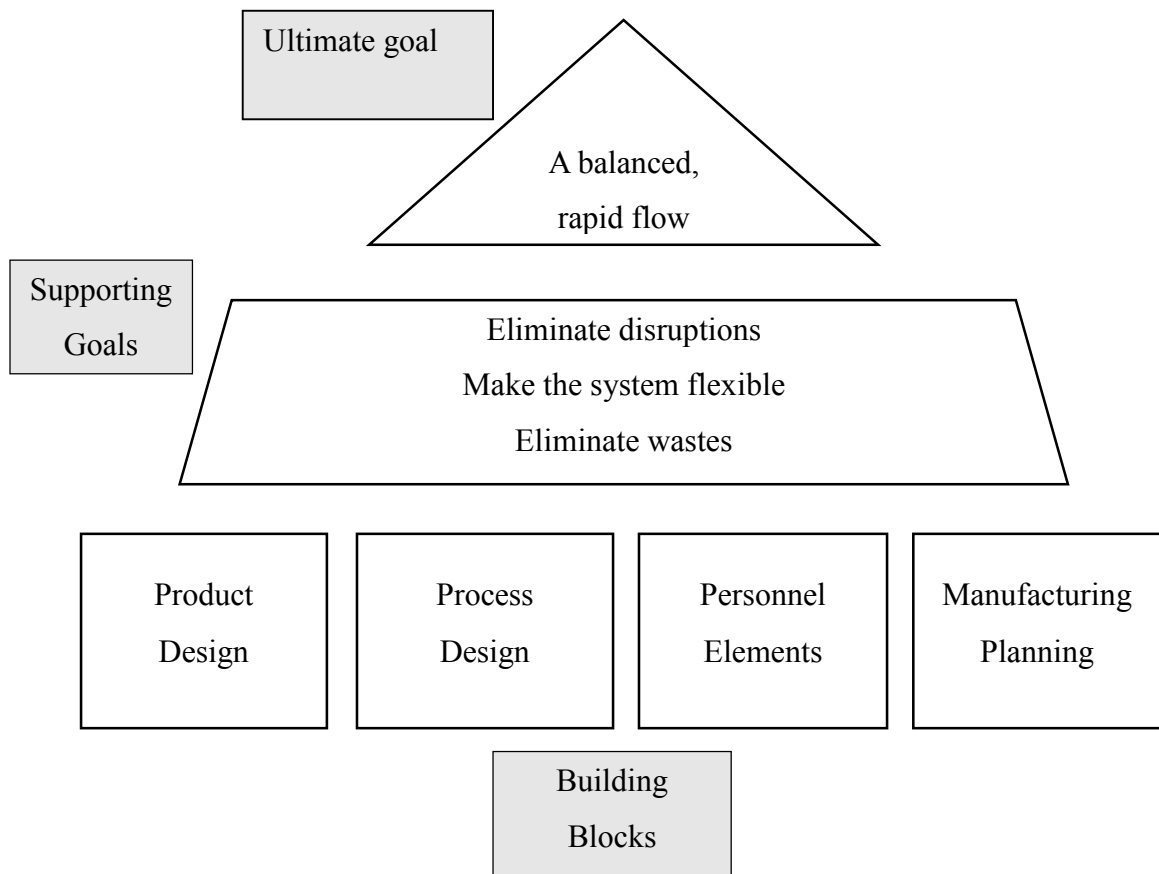 Ultimate goal
A balanced,
rapid flow
Supporting
Goals
Eliminate disruptions
Make the system flexible
Eliminate wastes
Product
Design
Process
Design
Personnel
Elements
Manufacturing
Planning
Building
Blocks